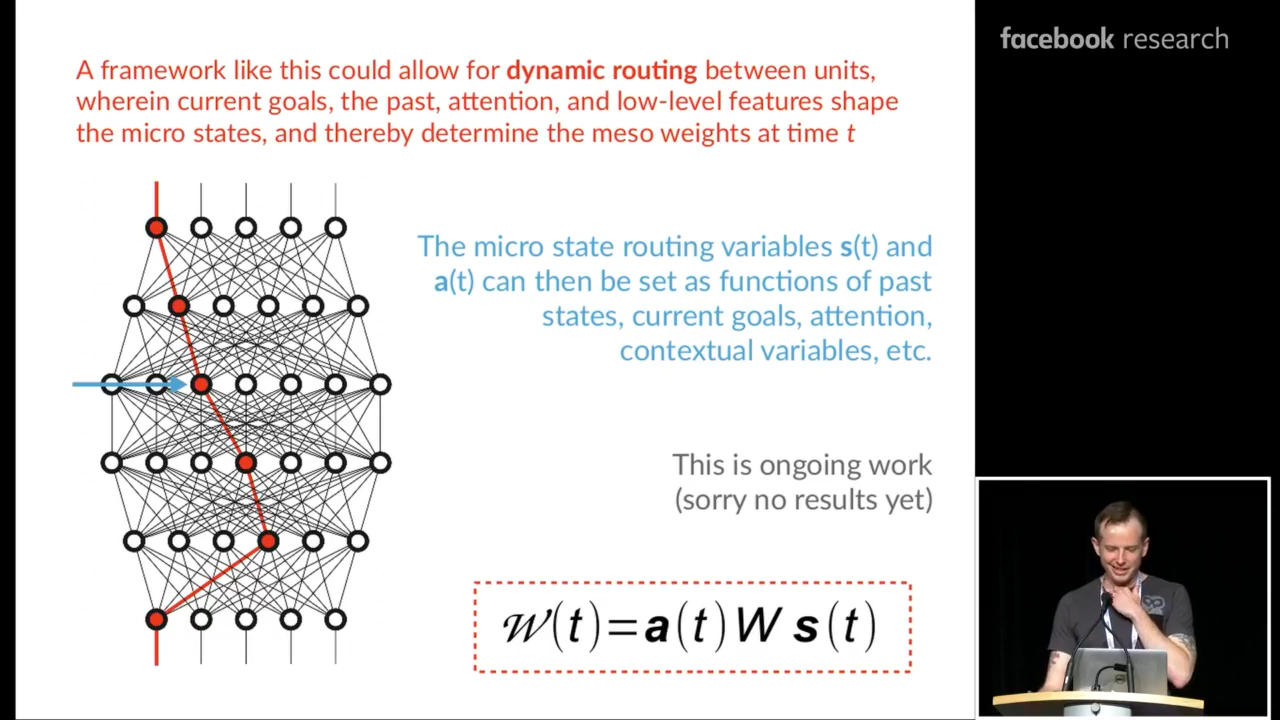 facebook research
A framework like this could allow for dynamic routing between units,
wherein current goals, the past, attention, and low-level features shape
the micro states, and thereby determine the meso weights at time t
The micro state routing variables s(t) and
a(t) can then be set as functions of past
states, current goals, attention,
contextual variables, etc.
This is ongoing work
(sorry no results yet)
𝒲(t)=a(t)W s(t)